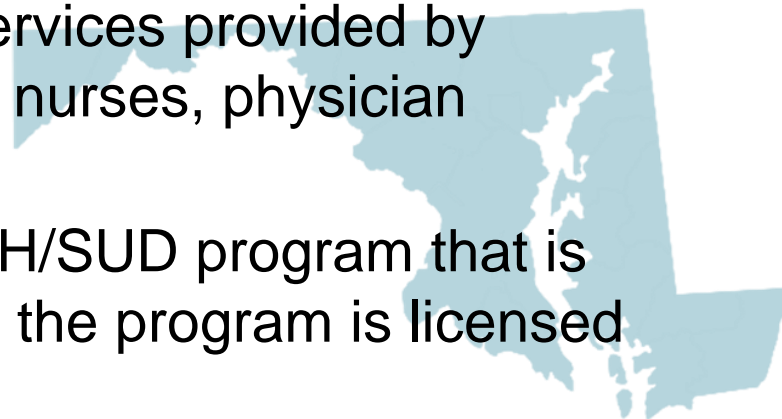 ervices provided by
nurses, physician
H/SUD program that is
the program is licensed